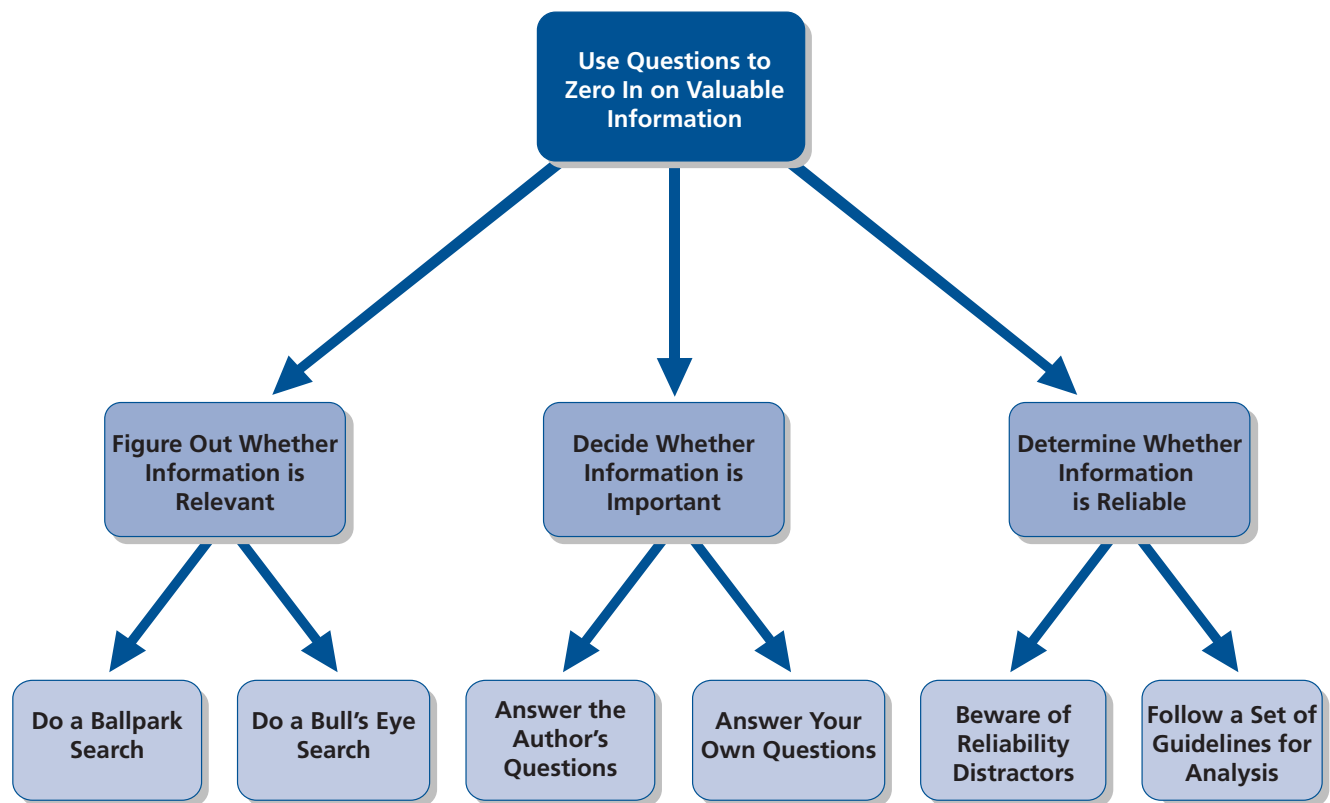 Use Questions to
Zero In on Valuable
Information
Figure Out Whether
Information is
Relevant
Decide Whether
Information is
Important
Determine Whether
Information
is Reliable
Do a Ballpark
Search
Do a Bull's Eye
Search
Answer the
Author's
Questions
Answer Your
Own Questions
Beware of
Reliability
Distractors
Follow a Set of
Guidelines for
Analysis